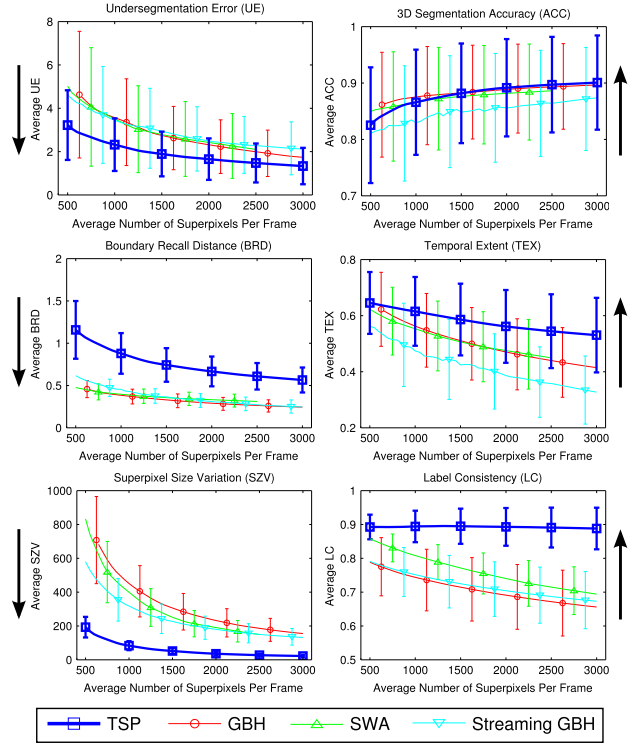 Undersegmentation Error (UE)
8
6
4
2
0
Average UE
500 1000 1500 2000 2500 3000
Average Number of Superpixels Per Frame
3D Segmentation Accuracy (ACC)
1
0.9
0.8
0.7
Average ACC
500 1000 1500 2000 2500 3000
Average Number of Superpixels Per Frame
Boundary Recall Distance (BRD)
2
1.5
1
0.5
0
Average BRD
500 1000 1500 2000 2500 3000
Average Number of Superpixels Per Frame
Temporal Extent (TEX)
0.8
0.6
0.4
0.2
Average TEX
500 1000 1500 2000 2500 3000
Average Number of Superpixels Per Frame
Superpixel Size Variation (SZV)
1000
800
600
400
200
0
Average SZV
500 1000 1500 2000 2500 3000
Average Number of Superpixels Per Frame
Label Consistency (LC)
1
0.9
0.8
0.7
0.6
0.5
Average LC
500 1000 1500 2000 2500 3000
Average Number of Superpixels Per Frame
TSP GBH SWA Streaming GBH